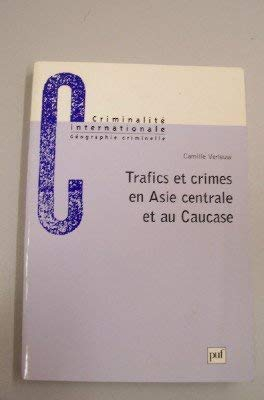 Criminalité
internationale
Géographie criminelle
Camille Verleuw
Trafics et crimes
en Asie centrale
et au Caucase
puf